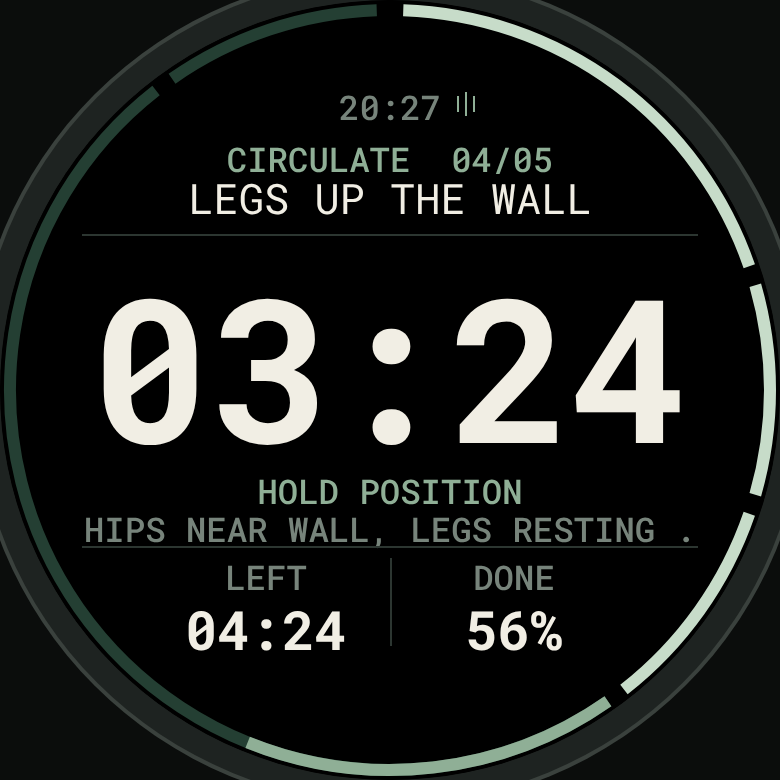 20:27
CIRCULATE 04/05
LEGS UP THE WALL
03:24
HOLD POSITION
HIPS NEAR WALL, LEGS RESTING .
LEFT DONE
04:24 56%